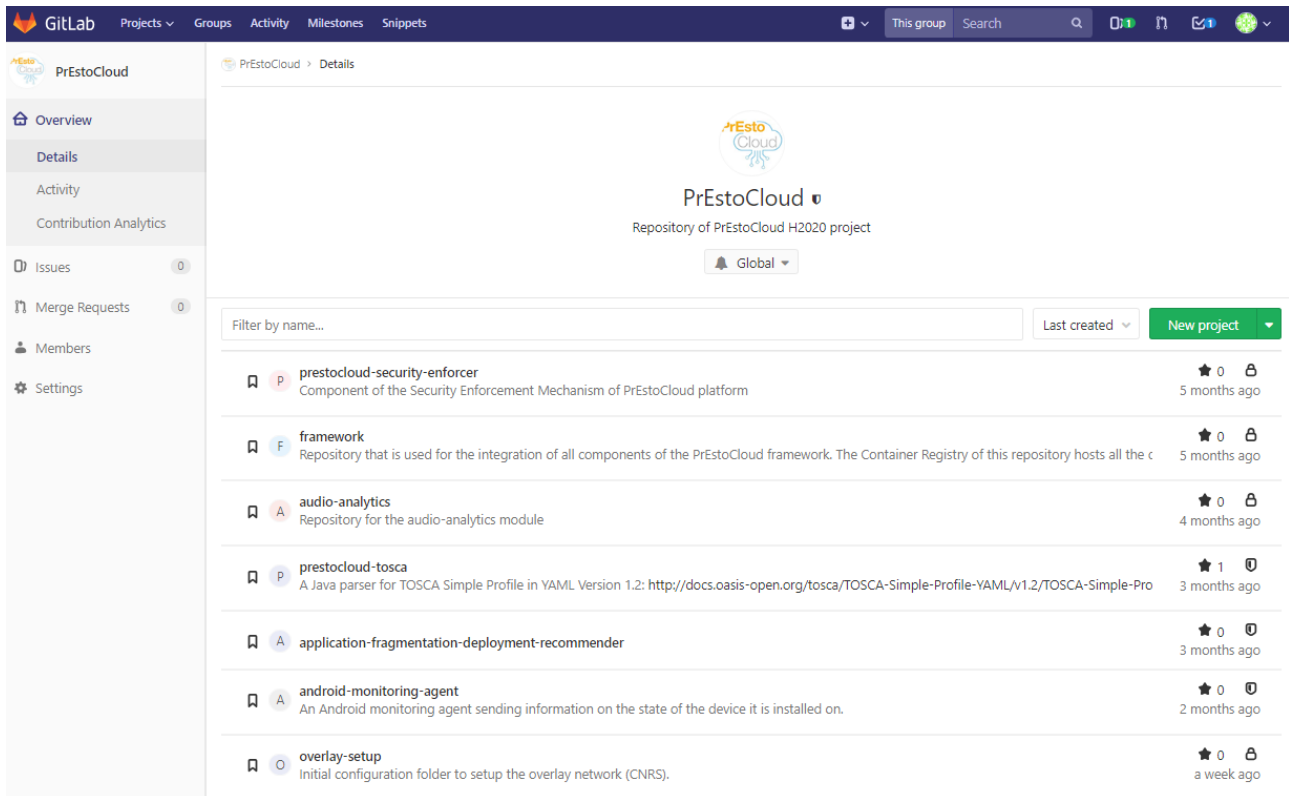 GitLab Projects Groups Activity Milestones Snippets This group Search 1 1
PrEstoCloud
PrEstoCloud > Details
Overview
Details
Activity
Contribution Analytics
Issues 0
Merge Requests 0
Members
Settings
PrEsto
Cloud
PrEstoCloud
Repository of PrEstoCloud H2020 project
Global
Filter by name... Last created New project
P prestocloud-security-enforcer 0
Component of the Security Enforcement Mechanism of PrEstoCloud platform 5 months ago
F framework 0
Repository that is used for the integration of all components of the PrEstoCloud framework. The Container Registry of this repository hosts all the c 5 months ago
A audio-analytics 0
Repository for the audio-analytics module 4 months ago
P prestocloud-tosca 1
A Java parser for TOSCA Simple Profile in YAML Version 1.2: http://docs.oasis-open.org/tosca/TOSCA-Simple-Profile-YAML/v1.2/TOSCA-Simple-Pro 3 months ago
A application-fragmentation-deployment-recommender 0
3 months ago
A android-monitoring-agent 0
An Android monitoring agent sending information on the state of the device it is installed on. 2 months ago
O overlay-setup 0
Initial configuration folder to setup the overlay network (CNRS). a week ago